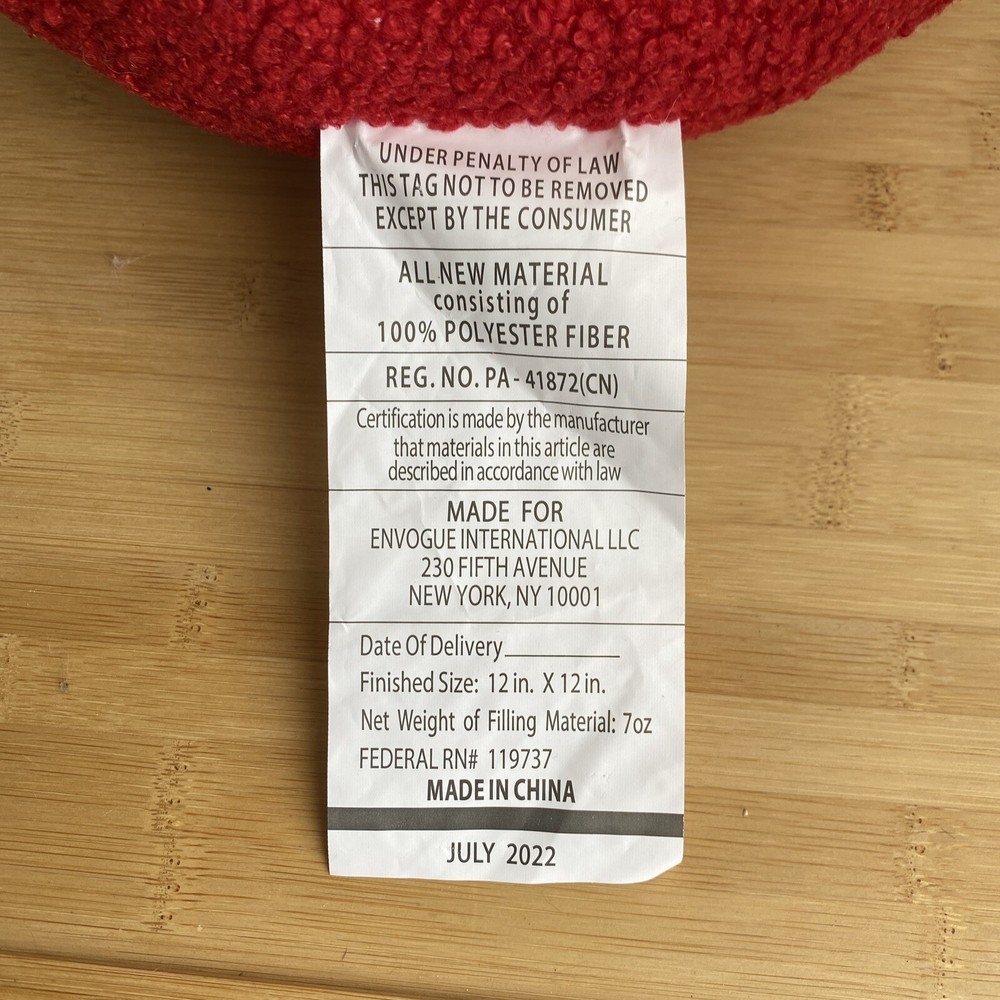 UNDER PENALTY OF LAW
THIS TAG NOT TO BE REMOVED
EXCEPT BY THE CONSUMER
ALL NEW MATERIAL
consisting of
100% POLYESTER FIBER
REG. NO. PA - 41872(CN)
Certification is made by the manufacturer
that materials in this article are
described in accordance with law
MADE FOR
ENVOGUE INTERNATIONAL LLC
230 FIFTH AVENUE
NEW YORK, NY 10001
Date Of Delivery__________
Finished Size: 12 in. X 12 in.
Net Weight of Filling Material: 7oz
FEDERAL RN# 119737
MADE IN CHINA
JULY 2022